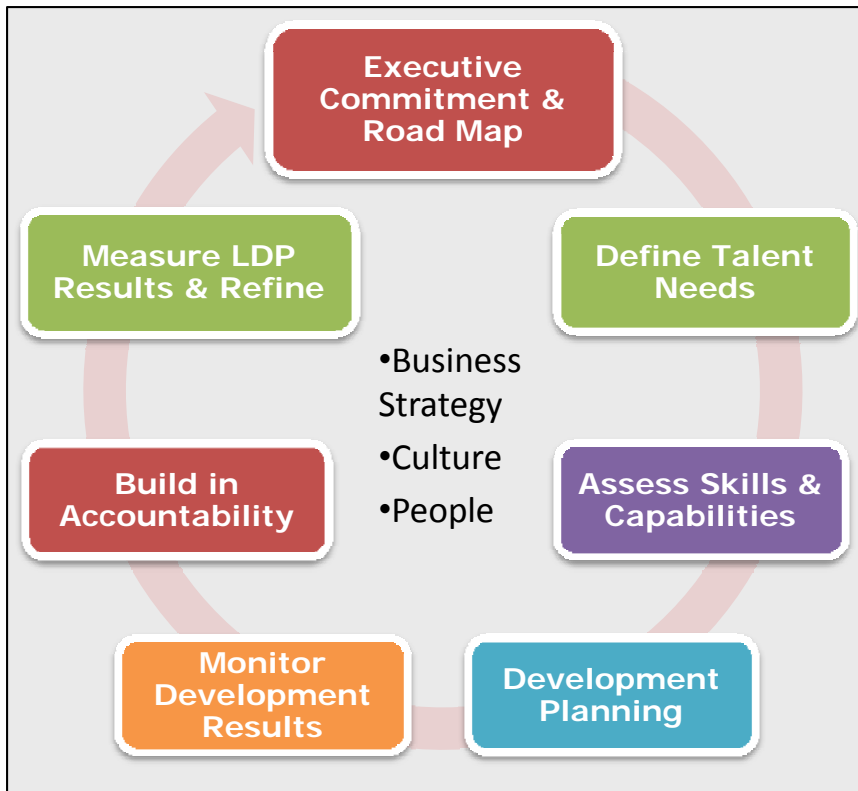 Executive
Commitment &
Road Map
Define Talent
Needs
Assess Skills &
Capabilities
Development
Planning
Monitor
Development
Results
Build in
Accountability
Measure LDP
Results & Refine
•Business
Strategy
•Culture
•People